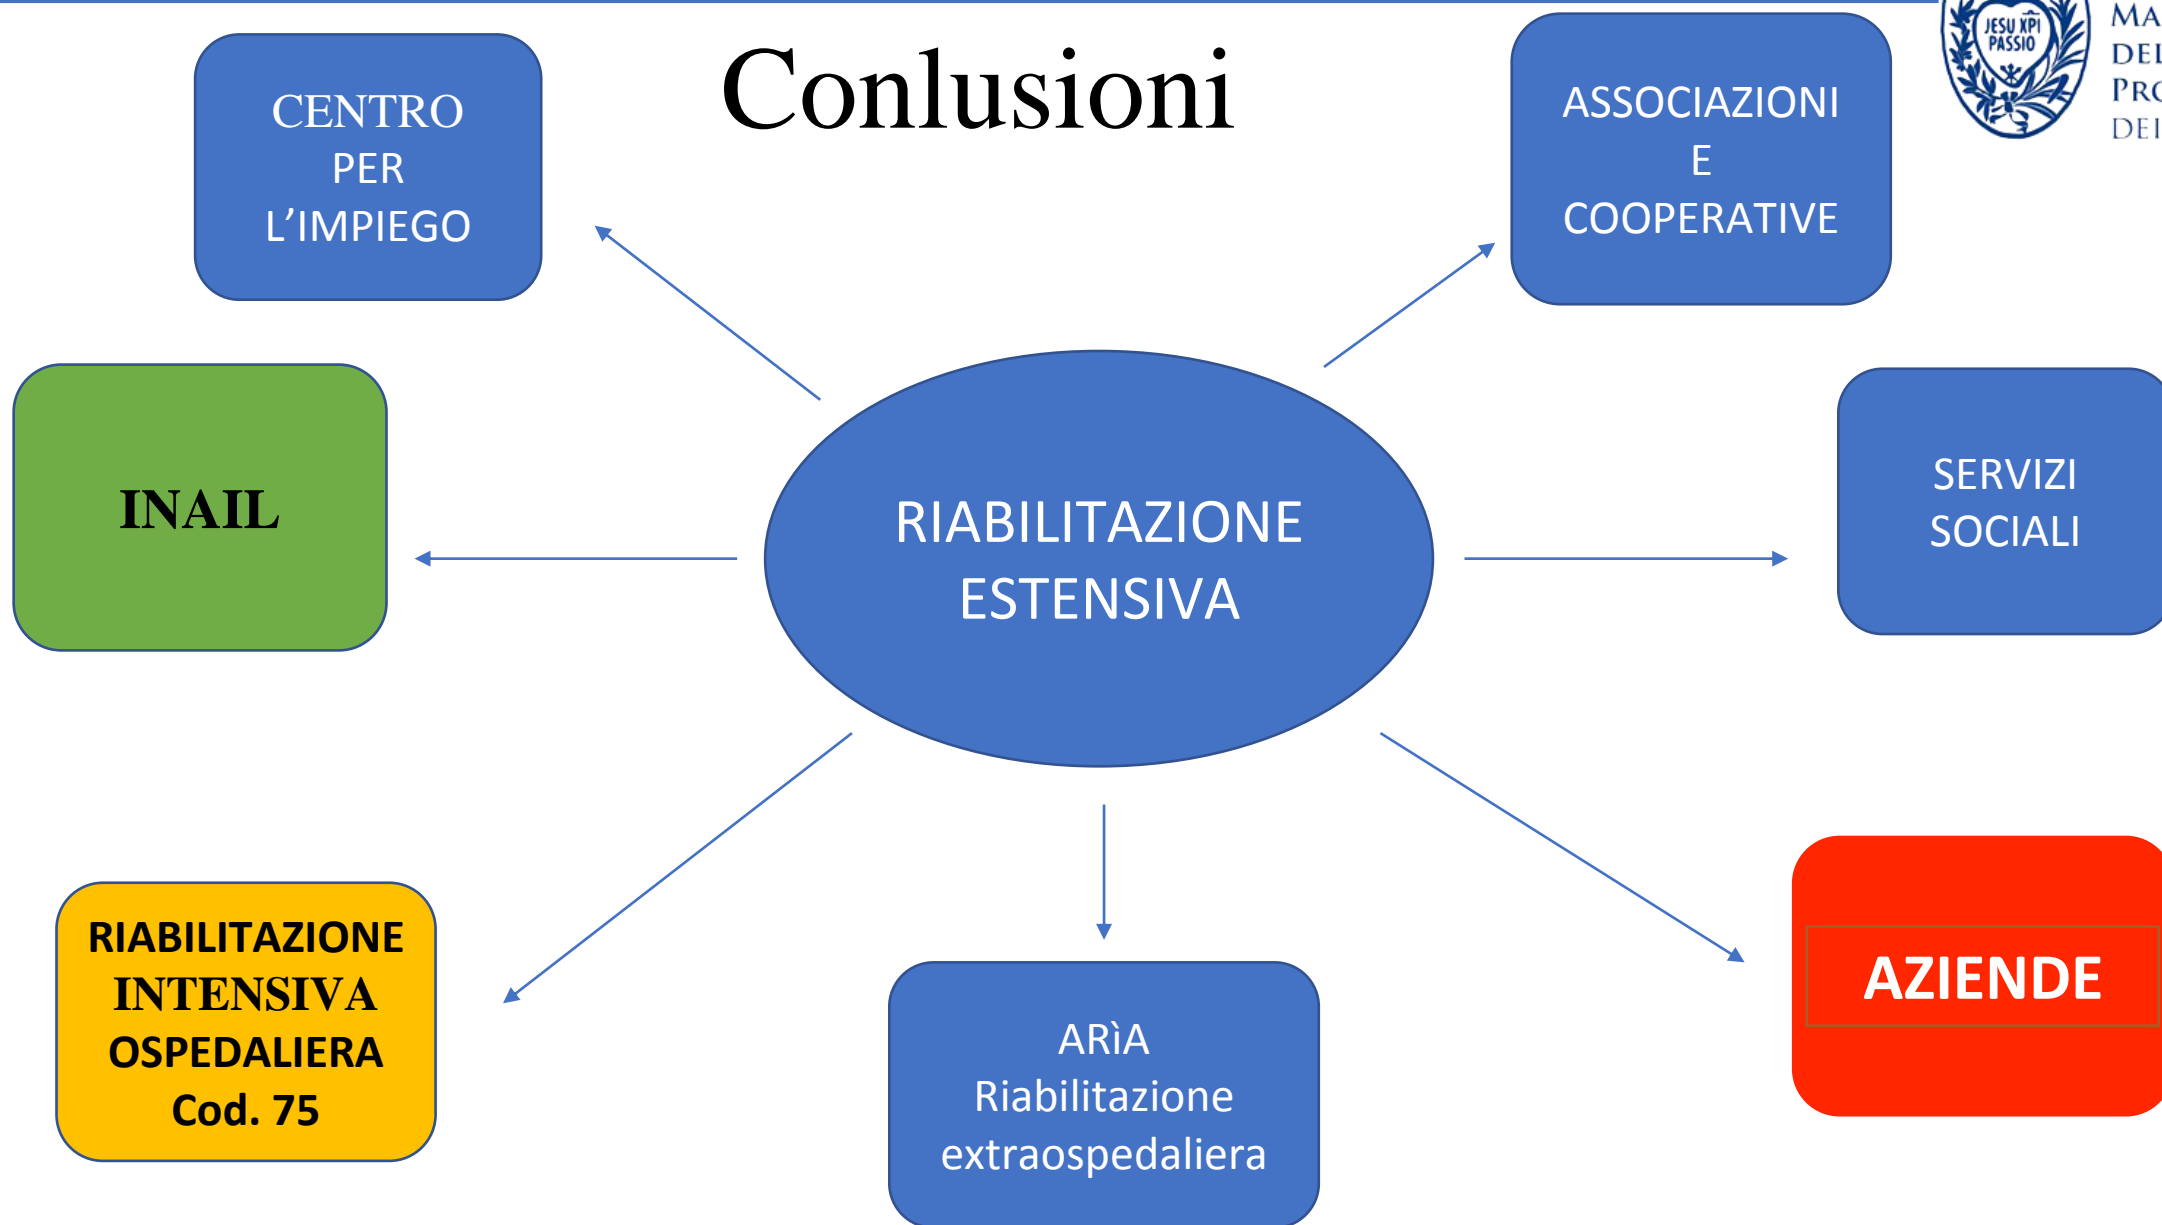 Conlusioni
CENTRO
PER
L’IMPIEGO
ASSOCIAZIONI
E
COOPERATIVE
JESU XPI
PASSIO
INAIL
RIABILITAZIONE
ESTENSIVA
SERVIZI
SOCIALI
RIABILITAZIONE
INTENSIVA
OSPEDALIERA
Cod. 75
ARìA
Riabilitazione
extraospedaliera
AZIENDE